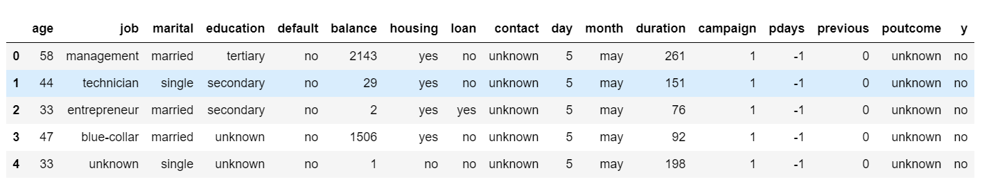 age job marital education default balance housing loan contact day month duration campaign pdays previous poutcome y
0 58 management married tertiary no 2143 yes no unknown 5 may 261 1 -1 0 unknown no
1 44 technician single secondary no 29 yes no unknown 5 may 151 1 -1 0 unknown no
2 33 entrepreneur married secondary no 2 yes yes unknown 5 may 76 1 -1 0 unknown no
3 47 blue-collar married unknown no 1506 yes no unknown 5 may 92 1 -1 0 unknown no
4 33 unknown single unknown no 1 no no unknown 5 may 198 1 -1 0 unknown no